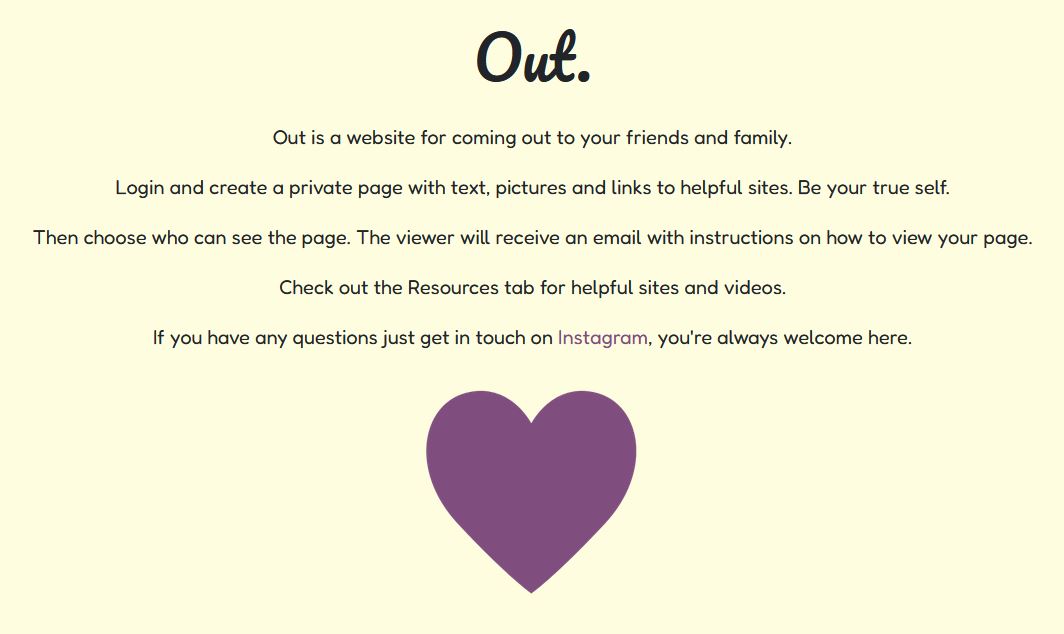 Out.
Out is a website for coming out to your friends and family.
Login and create a private page with text, pictures and links to helpful sites. Be your true self.
Then choose who can see the page. The viewer will receive an email with instructions on how to view your page.
Check out the Resources tab for helpful sites and videos.
If you have any questions just get in touch on Instagram, you're always welcome here.